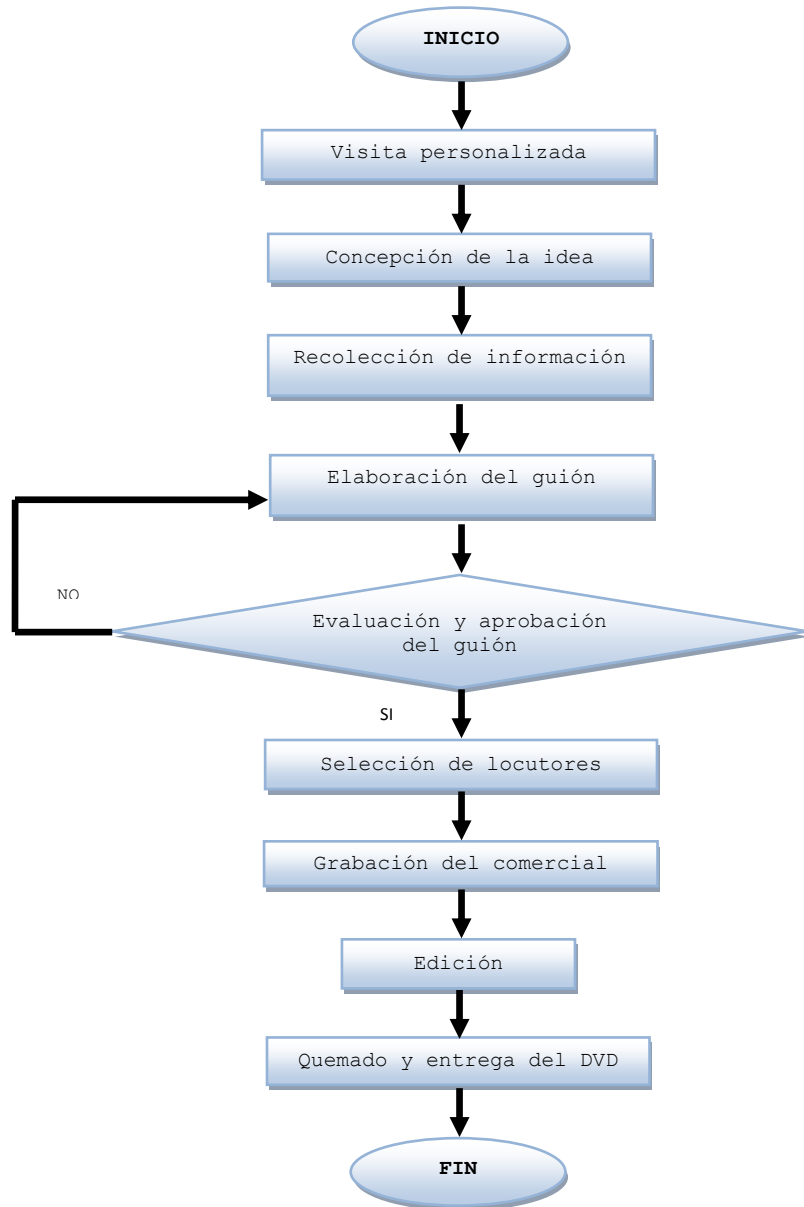 INICIO
Visita personalizada
Concepción de la idea
Recolección de información
Elaboración del guión
NO
Evaluación y aprobación
del guión
SI
Selección de locutores
Grabación del comercial
Edición
Quemado y entrega del DVD
FIN